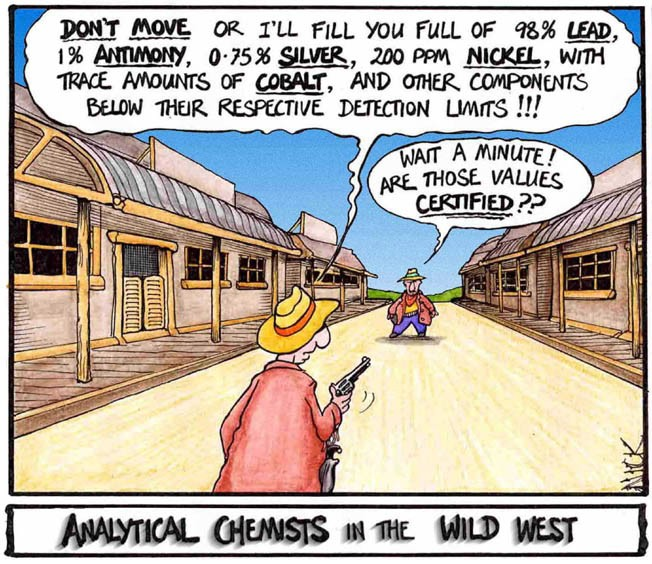 DON'T MOVE OR I'LL FILL YOU FULL OF 98% LEAD,
1% ANTIMONY, 0.75% SILVER, 200 PPM NICKEL, WITH
TRACE AMOUNTS OF COBALT, AND OTHER COMPONENTS
BELOW THEIR RESPECTIVE DETECTION LIMITS!!!
WAIT A MINUTE!
ARE THOSE VALUES
CERTIFIED??
NICK
ANALYTICAL CHEMISTS IN THE WILD WEST